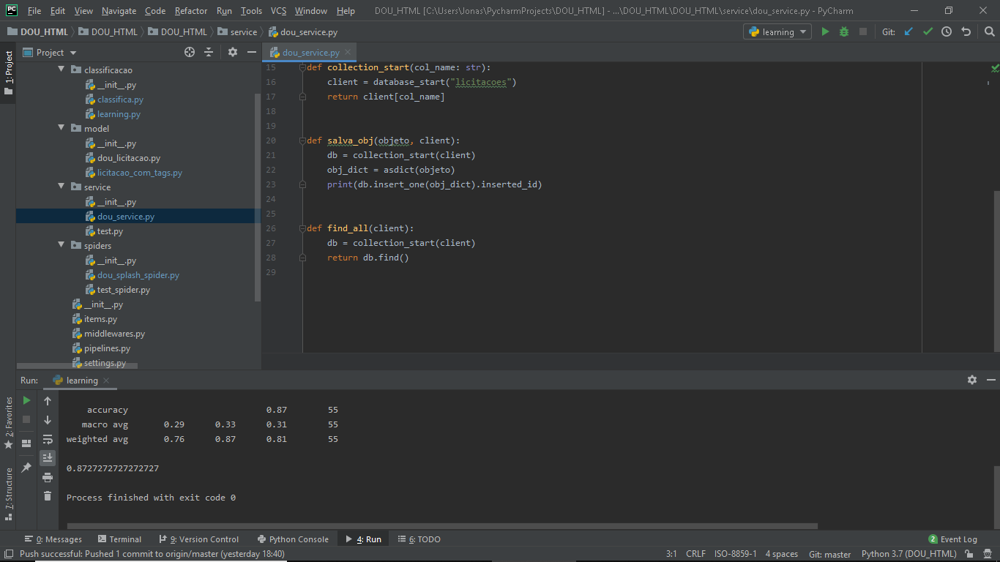 PC File Edit View Navigate Code Refactor Run Tools VCS Window Help DOU_HTML [C:\Users\Jonas\PycharmProjects\DOU_HTML] - ...\DOU_HTML\DOU_HTML\service\dou_service.py - PyCharm
DOU_HTML DOU_HTML DOU_HTML service dou_service.py learning Git:
1: Project
Project
dou_service.py
classificacao
__init__.py
classifica.py
learning.py
model
__init__.py
dou_licitacao.py
licitacao_com_tags.py
service
__init__.py
dou_service.py
test.py
spiders
__init__.py
dou_splash_spider.py
test_spider.py
__init__.py
items.py
middlewares.py
pipelines.py
settings.py
15 def collection_start(col_name: str):
16 client = database_start("licitacoes")
17 return client[col_name]
18
19
20 def salva_obj(objeto, client):
21 db = collection_start(client)
22 obj_dict = asdict(objeto)
23 print(db.insert_one(obj_dict).inserted_id)
24
25
26 def find_all(client):
27 db = collection_start(client)
28 return db.find()
29
Run: learning
2: Favorites
7: Structure
accuracy 0.87 55
macro avg 0.29 0.33 0.31 55
weighted avg 0.76 0.87 0.81 55
0.8727272727272727
Process finished with exit code 0
0: Messages Terminal 9: Version Control Python Console 4: Run 6: TODO 2 Event Log
Push successful: Pushed 1 commit to origin/master (yesterday 18:40) 3:1 CRLF ISO-8859-1 4 spaces Git: master Python 3.7 (DOU_HTML)